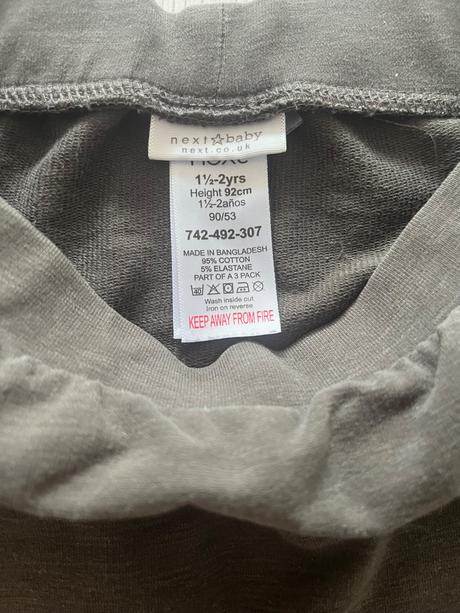 next☆baby
next.co.uk
next
1½-2yrs
Height 92cm
1½-2años
90/53
742-492-307
MADE IN BANGLADESH
95% COTTON
5% ELASTANE
PART OF A 3 PACK
40
Wash inside out
Iron on reverse
KEEP AWAY FROM FIRE